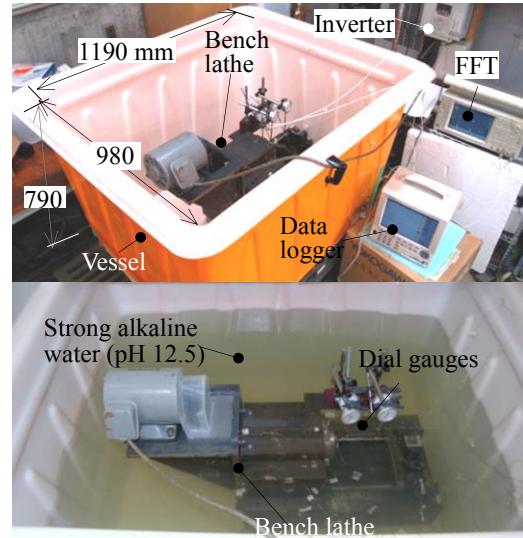 Inverter
1190 mm
Bench
lathe
FFT
980
790
Data
logger
Vessel
YOKOGAWA
Strong alkaline
water (pH 12.5)
Dial gauges
Bench lathe